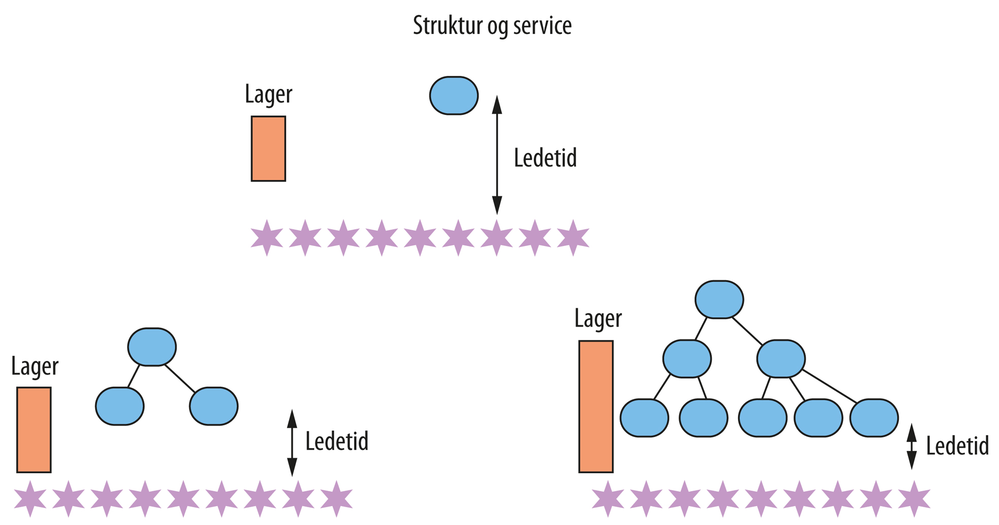 Struktur og service
Lager
Ledetid
Lager
Ledetid
Lager
Ledetid